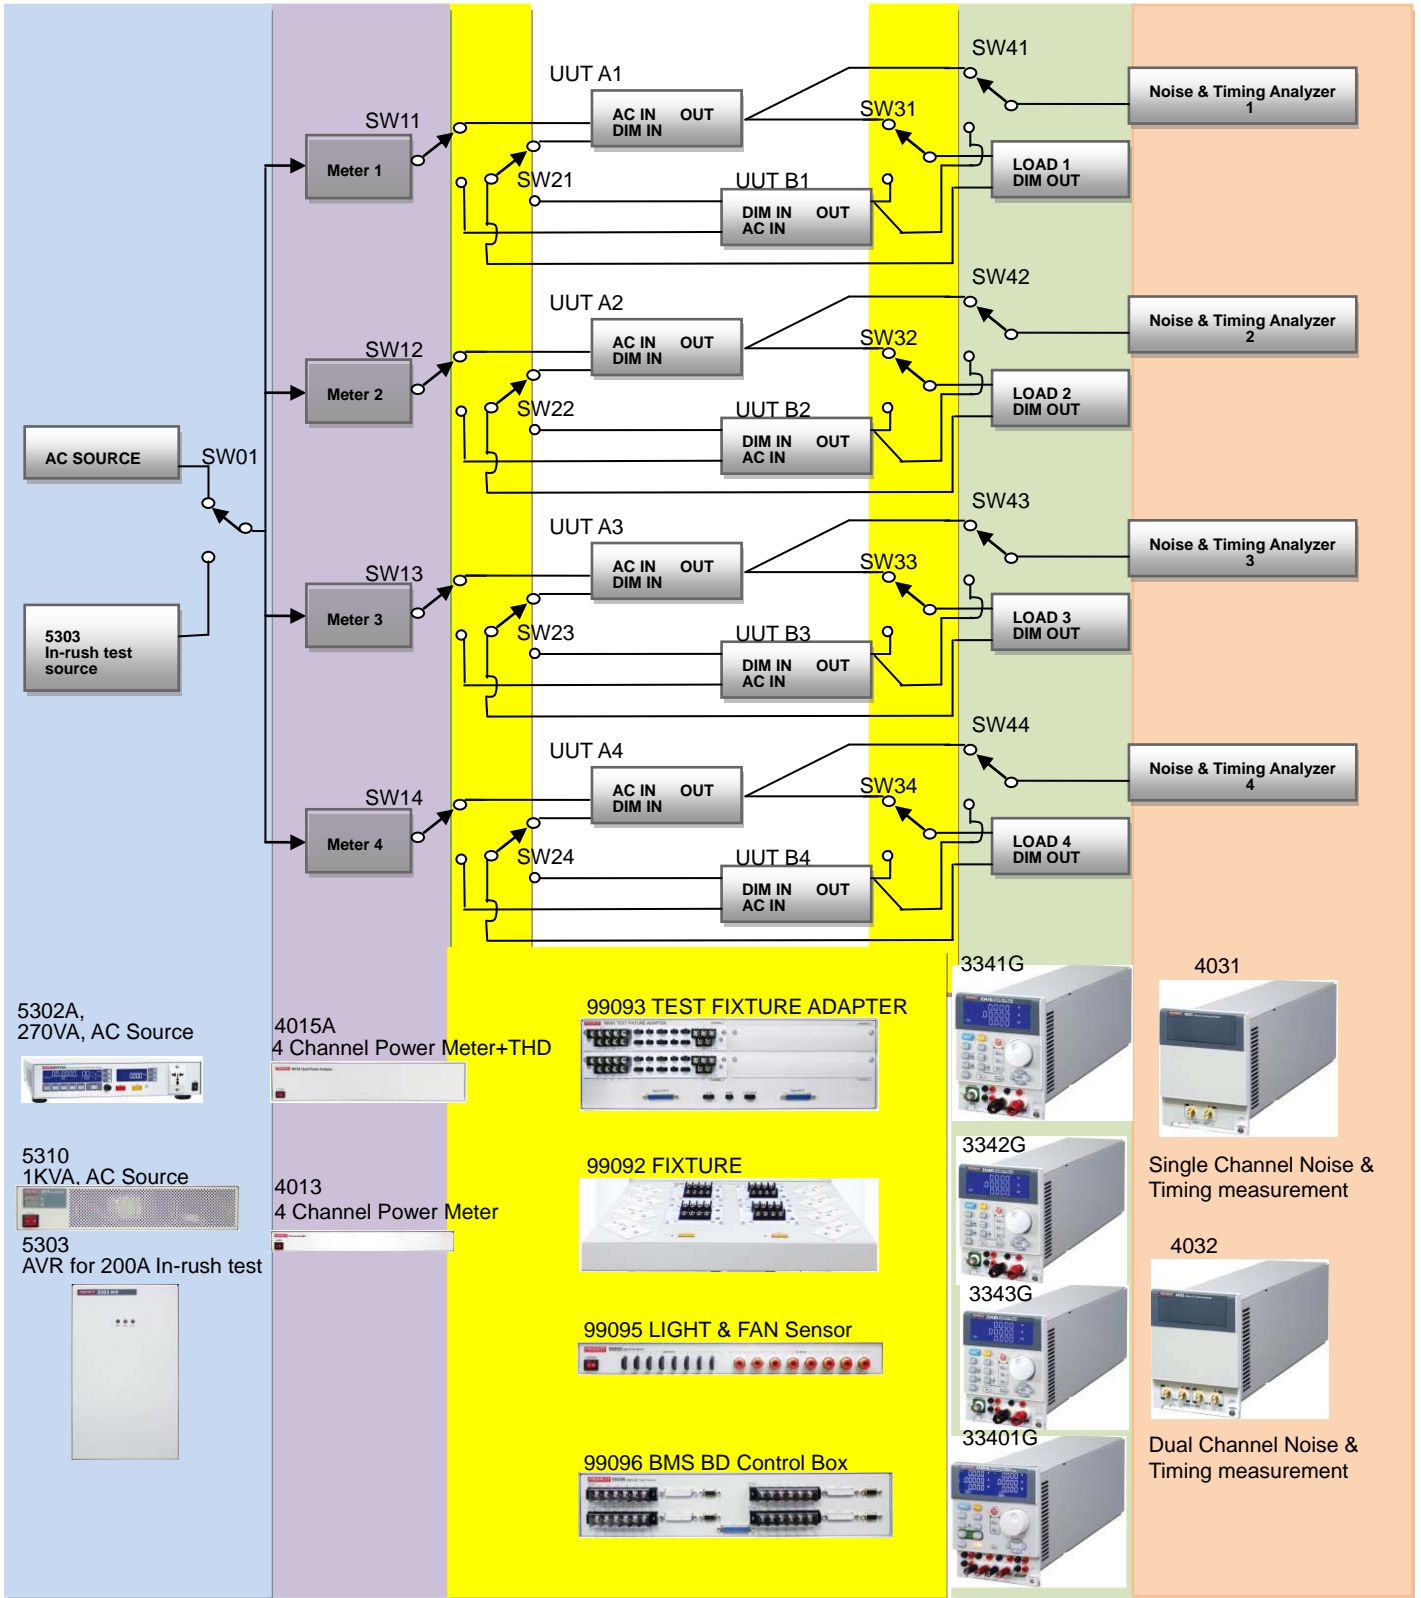 SW41
UUT A1
AC IN OUT
DIM IN
SW11
SW31
Noise & Timing Analyzer
1
Meter 1
SW21
UUT B1
DIM IN OUT
AC IN
LOAD 1
DIM OUT
SW42
UUT A2
AC IN OUT
DIM IN
SW12
SW32
Noise & Timing Analyzer
2
Meter 2
SW22
UUT B2
DIM IN OUT
AC IN
LOAD 2
DIM OUT
AC SOURCE
SW01
SW43
UUT A3
AC IN OUT
DIM IN
SW13
SW33
Noise & Timing Analyzer
3
Meter 3
SW23
UUT B3
DIM IN OUT
AC IN
LOAD 3
DIM OUT
5303
In-rush test
source
SW44
UUT A4
AC IN OUT
DIM IN
SW14
SW34
Noise & Timing Analyzer
4
Meter 4
SW24
UUT B4
DIM IN OUT
AC IN
LOAD 4
DIM OUT
5302A,
270VA, AC Source
5310
1KVA, AC Source
5303
AVR for 200A In-rush test
4015A
4 Channel Power Meter+THD
4013
4 Channel Power Meter
99093 TEST FIXTURE ADAPTER
99092 FIXTURE
99095 LIGHT & FAN Sensor
99096 BMS BD Control Box
3341G
3342G
3343G
33401G
4031
Single Channel Noise &
Timing measurement
4032
Dual Channel Noise &
Timing measurement